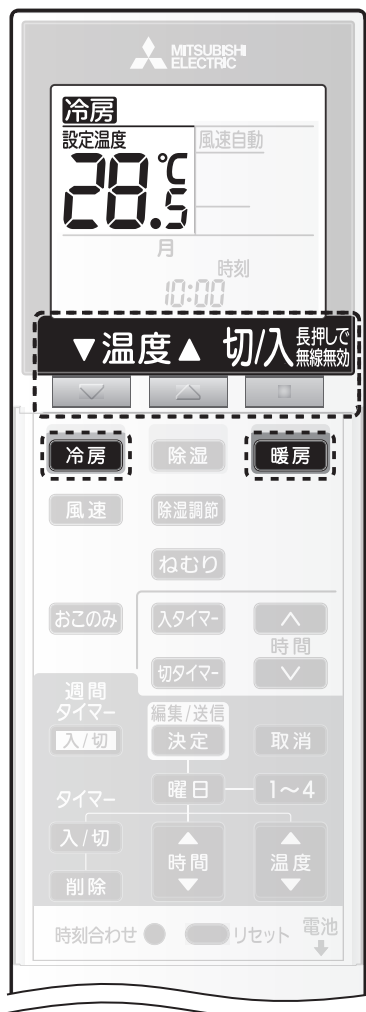 MITSUBISHI
ELECTRIC
冷房
設定温度 風速自動
28.5℃
月
時刻
10:00
▼温度▲ 切/入 長押しで
無線無効
冷房 除湿 暖房
風速 除湿調節
ねむり
おこのみ 入タイマー
時間
切タイマー
週間
タイマー
入/切
編集/送信
決定 取消
曜日 1〜4
タイマー
入/切
削除
時間 温度
時刻合わせ リセット 電池